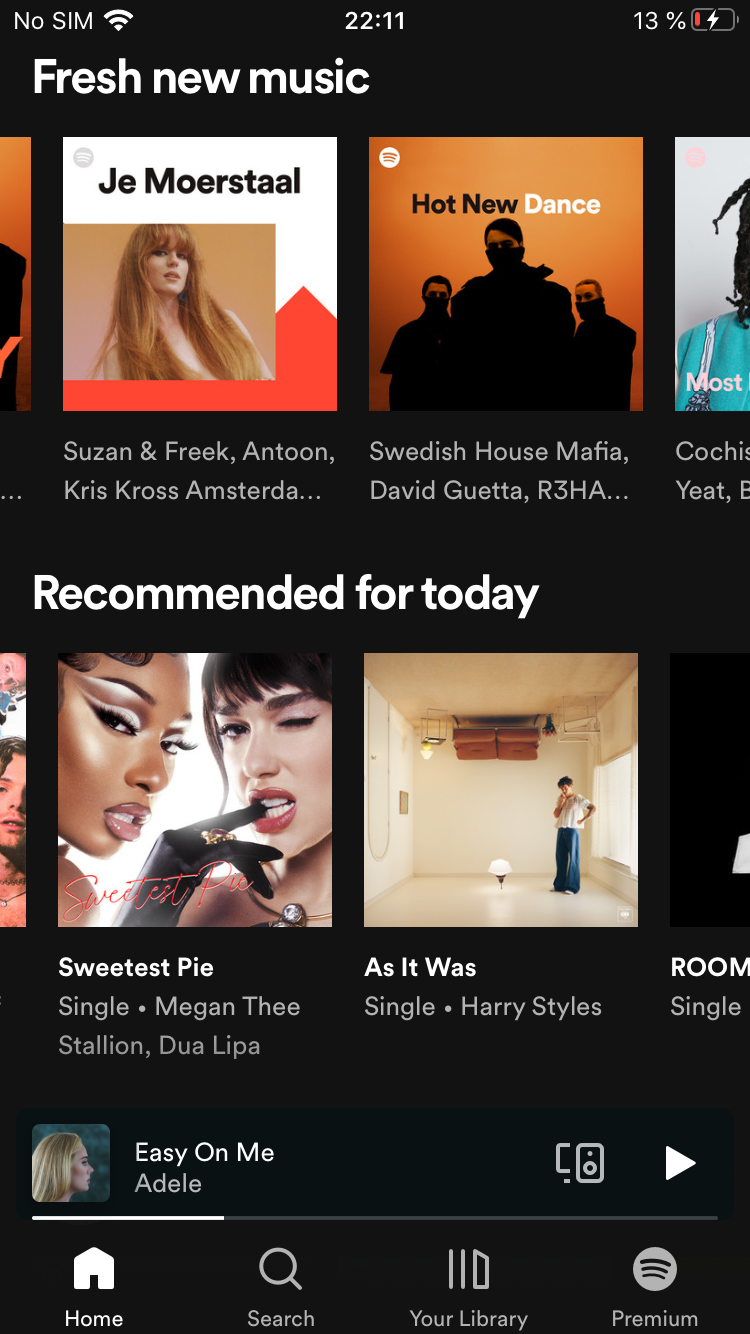 No SIM 22:11 13 %
Fresh new music
Je Moerstaal
Hot New Dance
Most
Suzan & Freek, Antoon,
Kris Kross Amsterda...
Swedish House Mafia,
David Guetta, R3HA...
Cochis
Yeat, B
...
Recommended for today
Sweetest Pie
Sweetest Pie
Single • Megan Thee
Stallion, Dua Lipa
As It Was
Single • Harry Styles
ROOM
Single
Easy On Me
Adele
Home
Search
Your Library
Premium